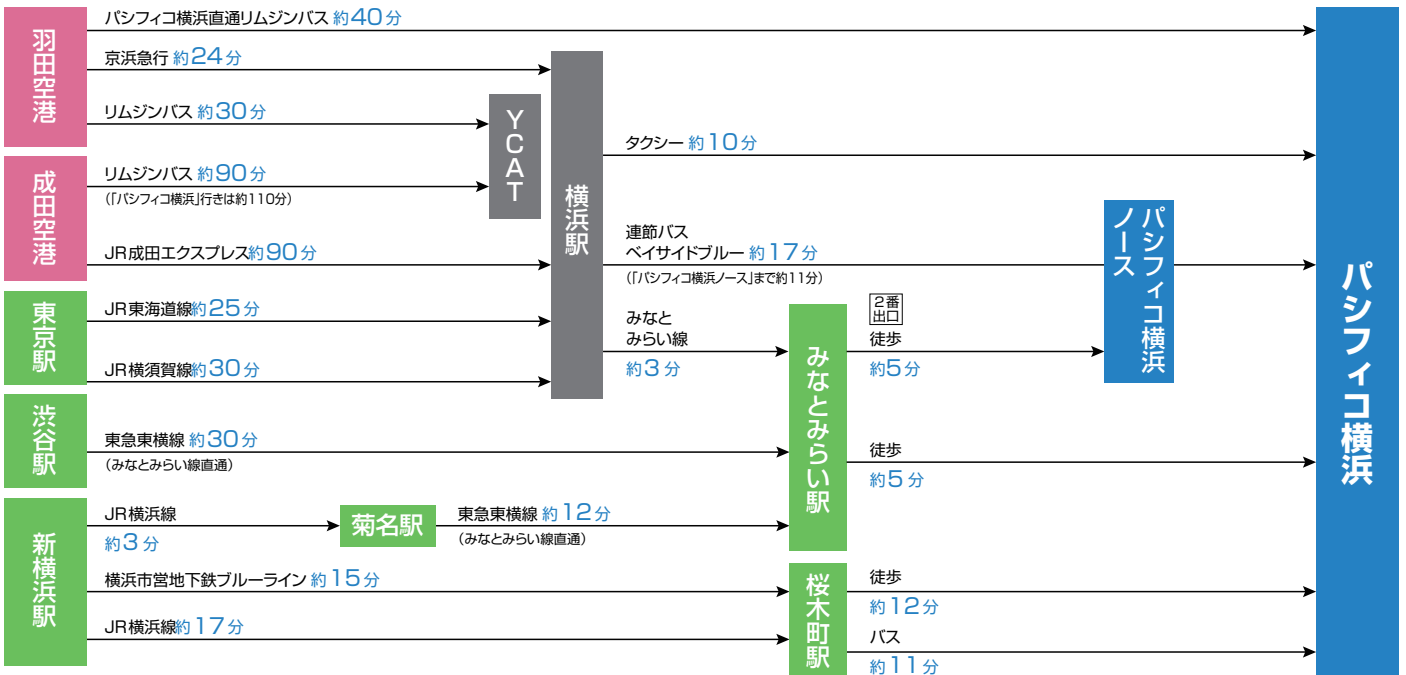 羽田空港
パシフィコ横浜直通リムジンバス 約40分
京浜急行 約24分
リムジンバス 約30分
成田空港
リムジンバス 約90分
(「パシフィコ横浜」行きは約110分)
JR成田エクスプレス約90分
YCAT
東京駅
JR東海道線約25分
JR横須賀線約30分
横浜駅
タクシー 約10分
連節バス
ベイサイドブルー 約17分
(「パシフィコ横浜ノース」まで約11分)
みなと
みらい線
約3分
渋谷駅
東急東横線 約30分
(みなとみらい線直通)
新横浜駅
JR横浜線
約3分
菊名駅
東急東横線 約12分
(みなとみらい線直通)
横浜市営地下鉄ブルーライン 約15分
JR横浜線約17分
みなとみらい駅
2番
出口
徒歩
約5分
パシフィコ横浜
ノース
徒歩
約5分
桜木町駅
徒歩
約12分
バス
約11分
パシフィコ横浜